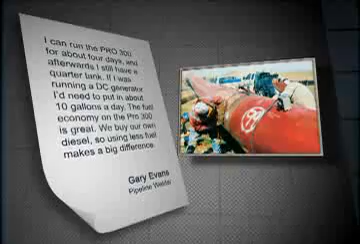 I can run the PRO 300
for about four days, and
afterwards I still have a
quarter tank. If I was
running a DC generator
I'd need to put in about
10 gallons a day. The fuel
economy on the Pro 300
is great. We buy our own
diesel, so using less fuel
makes a big difference.
Gary Evans
Pipeline Welder